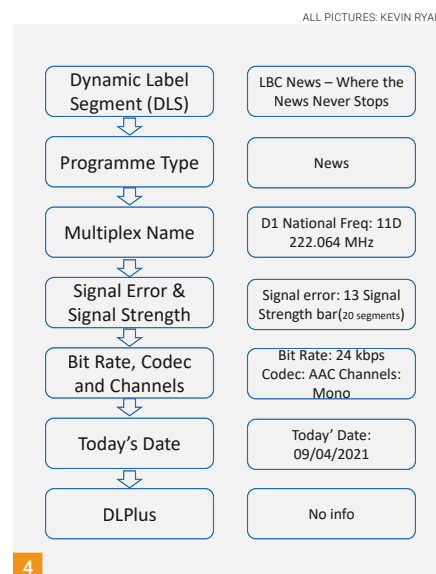 ALL PICTURES: KEVIN RYAN
Dynamic Label
Segment (DLS)
LBC News – Where the
News Never Stops
Programme Type
News
Multiplex Name
D1 National Freq: 11D
222.064 MHz
Signal Error &
Signal Strength
Signal error: 13 Signal
Strength bar(20 segments)
Bit Rate, Codec
and Channels
Bit Rate: 24 kbps
Codec: AAC Channels:
Mono
Today's Date
Today' Date:
09/04/2021
DLPlus
No info
4